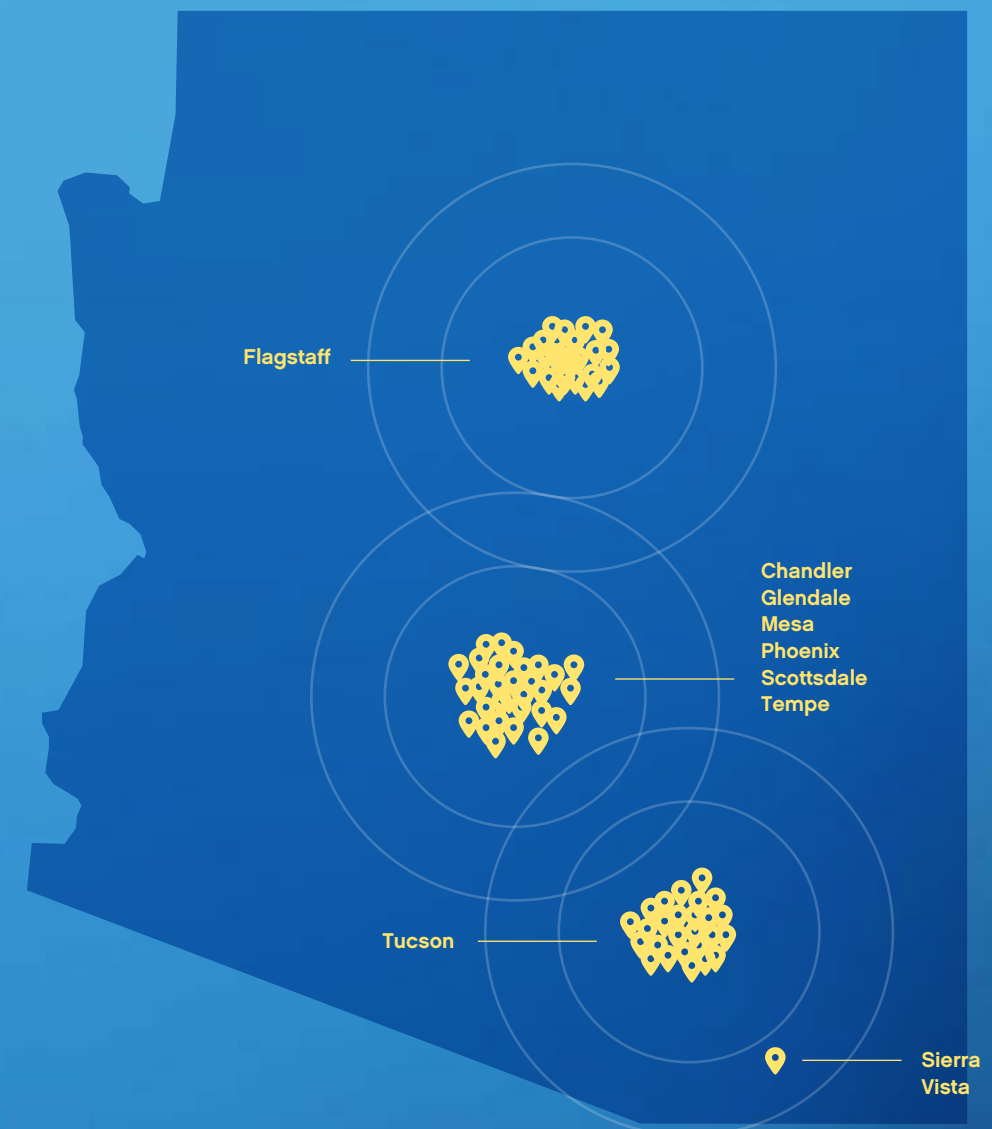 Flagstaff
Chandler
Glendale
Mesa
Phoenix
Scottsdale
Tempe
Tucson
Sierra
Vista